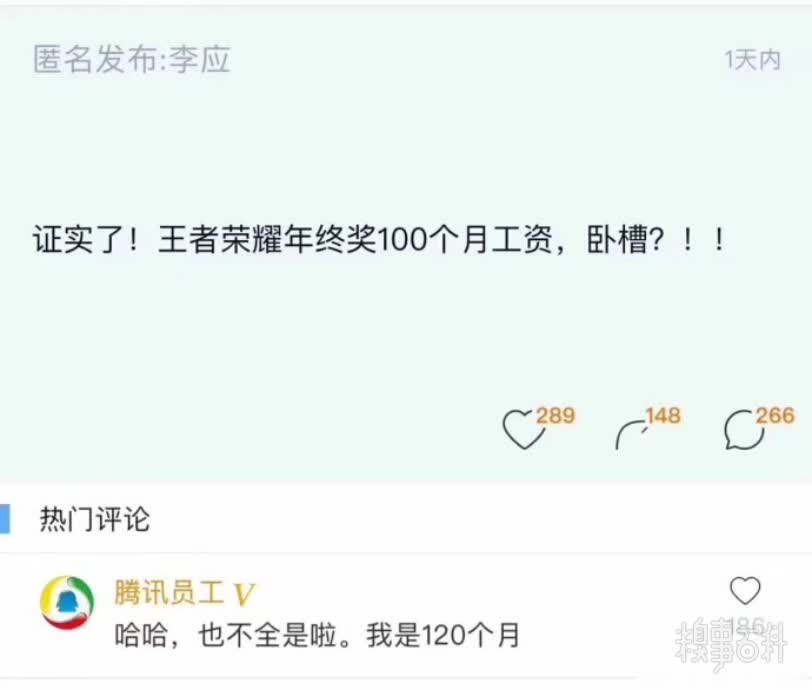 匿名发布:李应
1天内
证实了！王者荣耀年终奖100个月工资，卧槽？！！
289
148
266
热门评论
腾讯员工 V
哈哈，也不全是啦。我是120个月
186
糗事百科